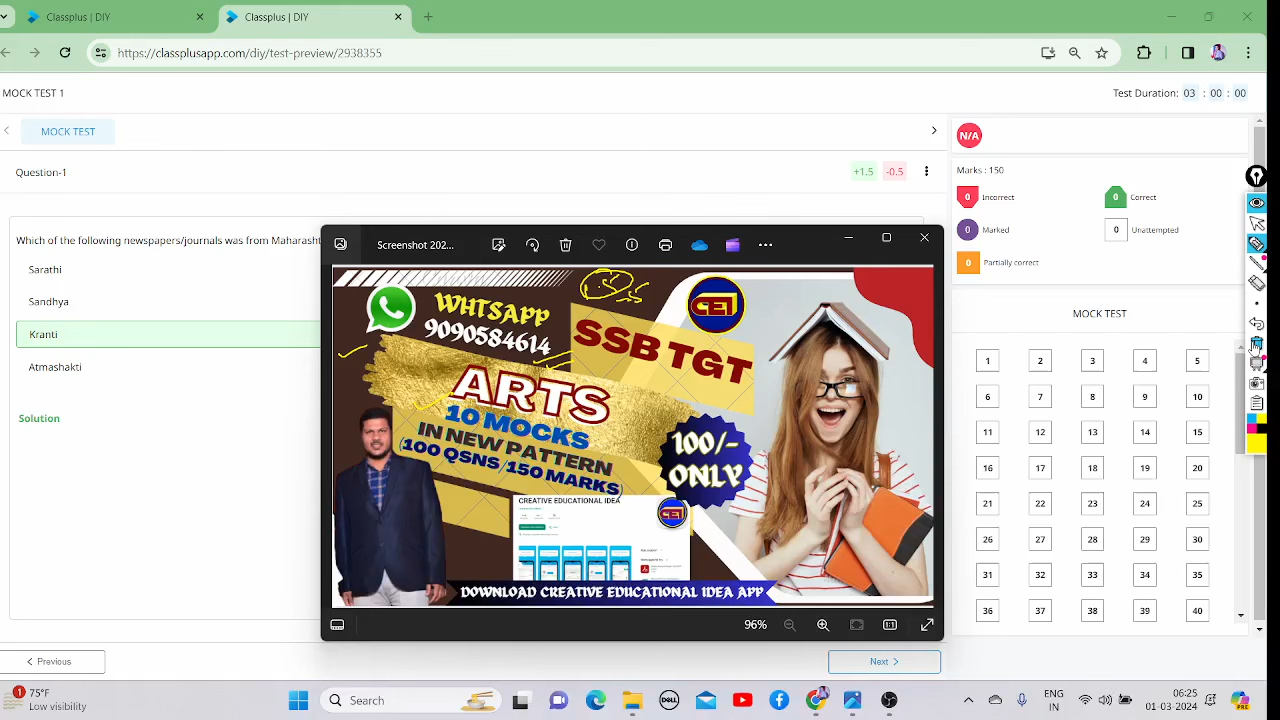 Classplus | DIY
Classplus | DIY
https://classplusapp.com/diy/test-preview/2938355
MOCK TEST 1
Test Duration: 03 : 00 : 00
MOCK TEST
N/A
Question-1
+1.5 -0.5
Marks : 150
0 Incorrect
0 Correct
0 Marked
0 Unattempted
0 Partially correct
Which of the following newspapers/journals was from Maharasht
Sarathi
Sandhya
Kranti
Atmashakti
Solution
Screenshot 202...
WHTSAPP
9090584614
CEI
SSB TGT
ARTS
10 MOCKS
IN NEW PATTERN
(100 QSNS /150 MARKS)
100/-
ONLY
CREATIVE EDUCATIONAL IDEA
CEI
DOWNLOAD CREATIVE EDUCATIONAL IDEA APP
96%
1:1
MOCK TEST
1 2 3 4 5
6 7 8 9 10
11 12 13 14 15
16 17 18 19 20
21 22 23 24 25
26 27 28 29 30
31 32 33 34 35
36 37 38 39 40
Previous
Next
1
75°F
Low visibility
Search
DELL
ENG
IN
06:25
01-03-2024
PRE